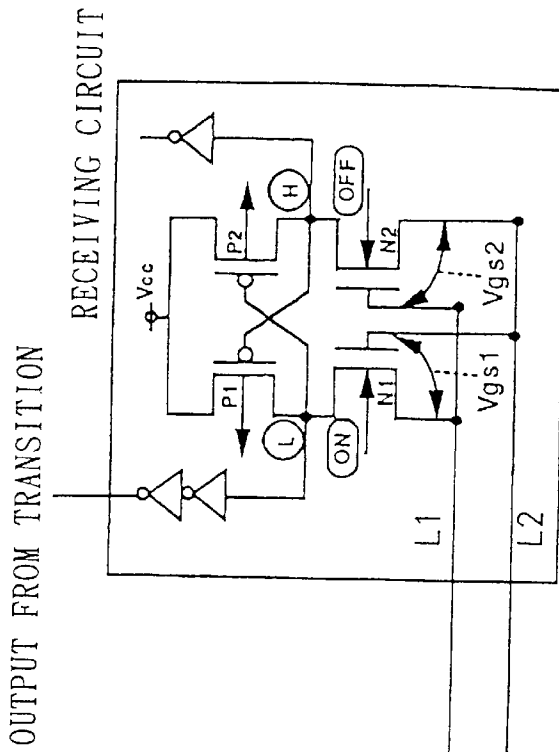 OUTPUT FROM TRANSITION
RECEIVING CIRCUIT
Vcc
P1
P2
L
H
ON
OFF
N1
N2
Vgs1
Vgs2
L1
L2